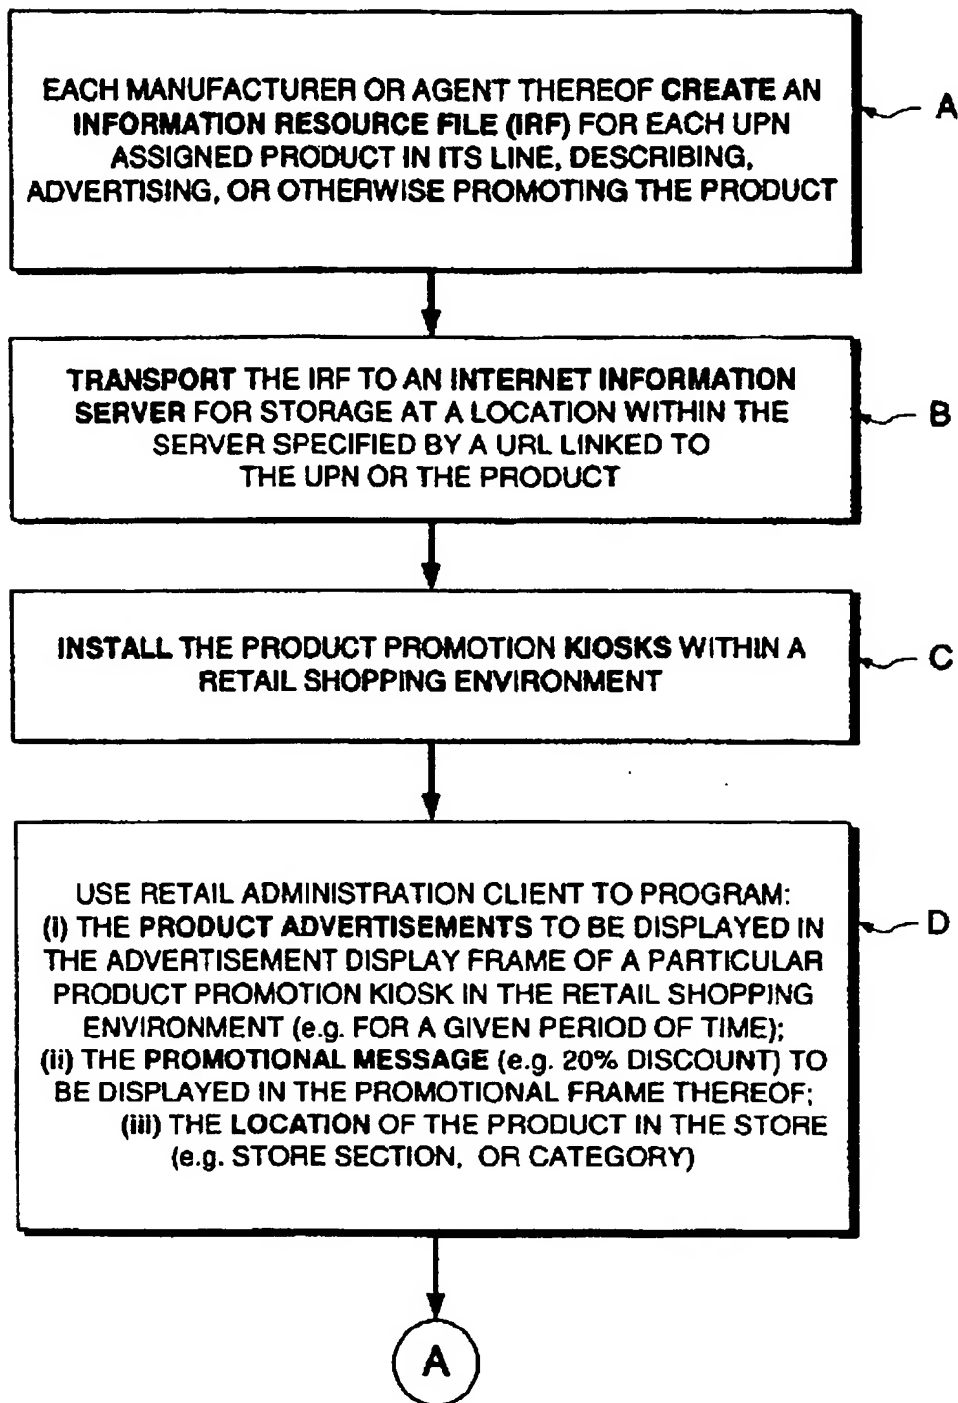 EACH MANUFACTURER OR AGENT THEREOF CREATE AN
INFORMATION RESOURCE FILE (IRF) FOR EACH UPN
ASSIGNED PRODUCT IN ITS LINE, DESCRIBING,
ADVERTISING, OR OTHERWISE PROMOTING THE PRODUCT
A
TRANSPORT THE IRF TO AN INTERNET INFORMATION
SERVER FOR STORAGE AT A LOCATION WITHIN THE
SERVER SPECIFIED BY A URL LINKED TO
THE UPN OR THE PRODUCT
B
INSTALL THE PRODUCT PROMOTION KIOSKS WITHIN A
RETAIL SHOPPING ENVIRONMENT
C
USE RETAIL ADMINISTRATION CLIENT TO PROGRAM:
(i) THE PRODUCT ADVERTISEMENTS TO BE DISPLAYED IN
THE ADVERTISEMENT DISPLAY FRAME OF A PARTICULAR
PRODUCT PROMOTION KIOSK IN THE RETAIL SHOPPING
ENVIRONMENT (e.g. FOR A GIVEN PERIOD OF TIME);
(ii) THE PROMOTIONAL MESSAGE (e.g. 20% DISCOUNT) TO
BE DISPLAYED IN THE PROMOTIONAL FRAME THEREOF;
(iii) THE LOCATION OF THE PRODUCT IN THE STORE
(e.g. STORE SECTION, OR CATEGORY)
D
A